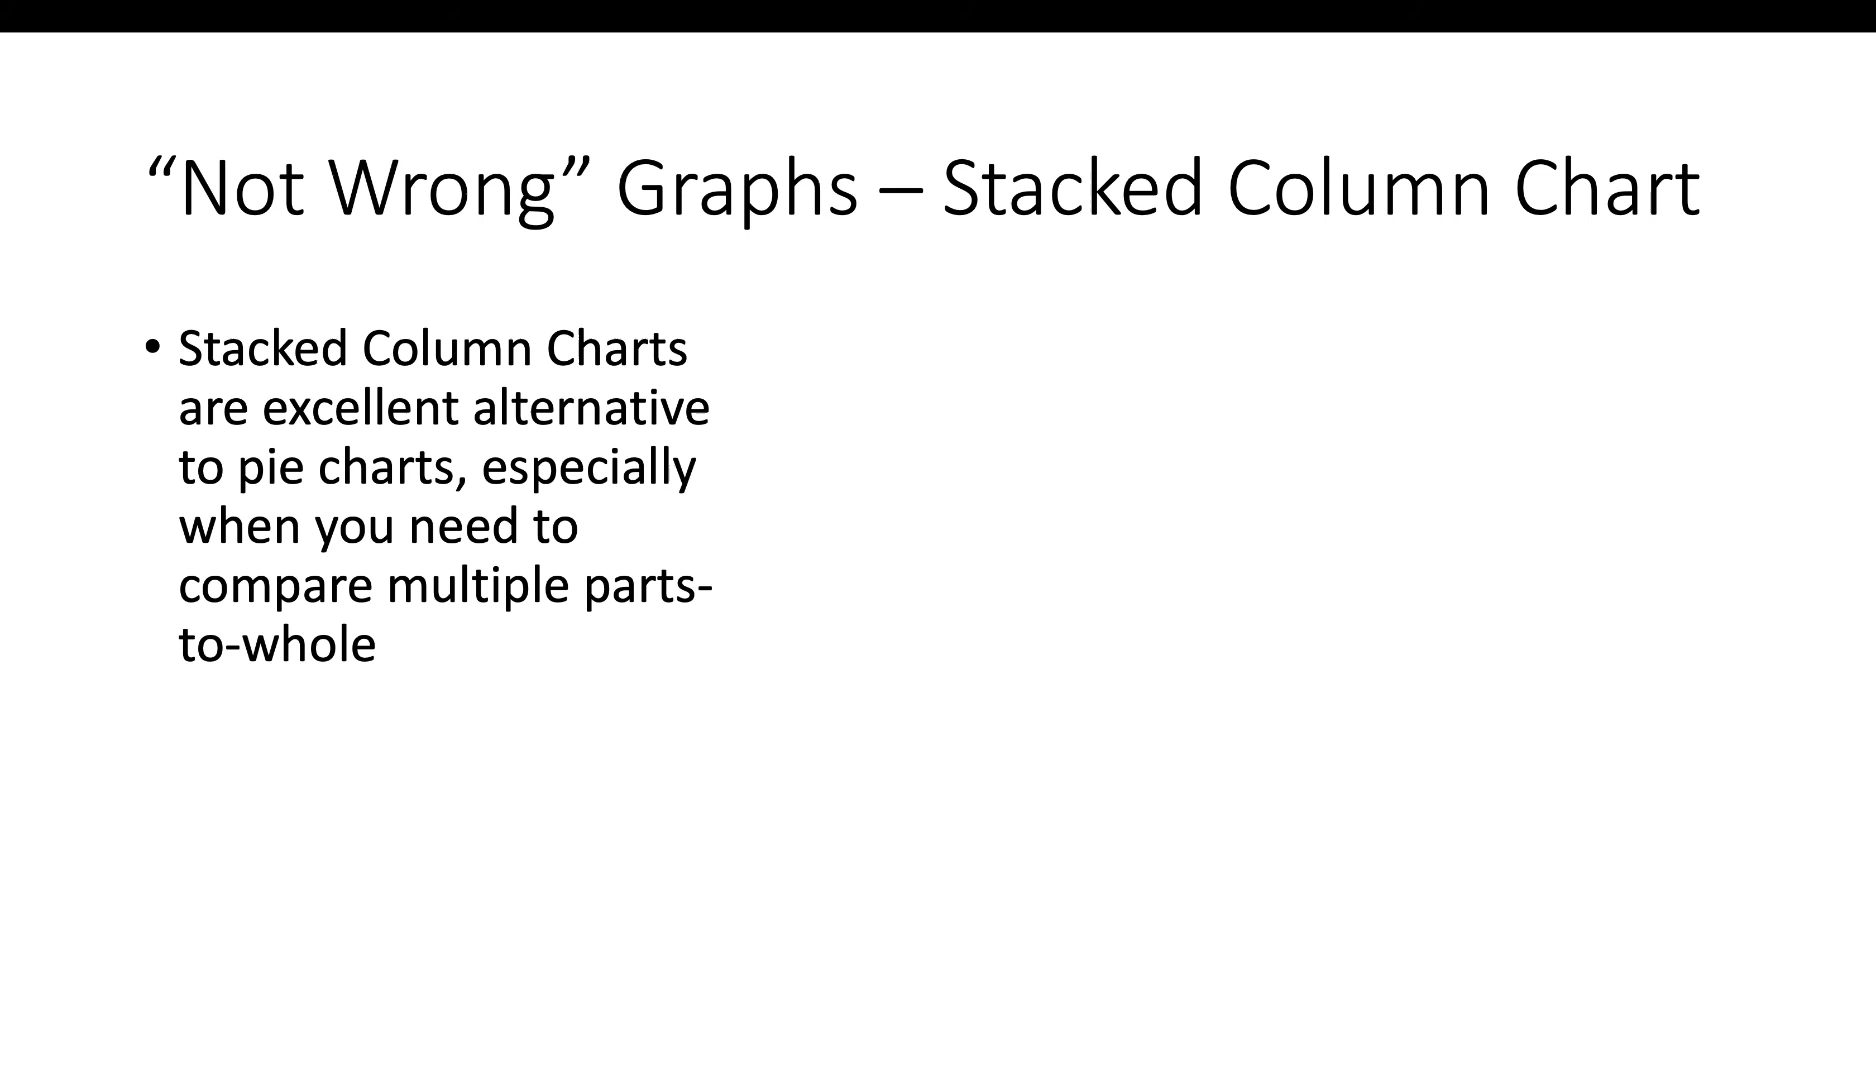 “Not Wrong” Graphs – Stacked Column Chart
• Stacked Column Charts
are excellent alternative
to pie charts, especially
when you need to
compare multiple parts-
to-whole